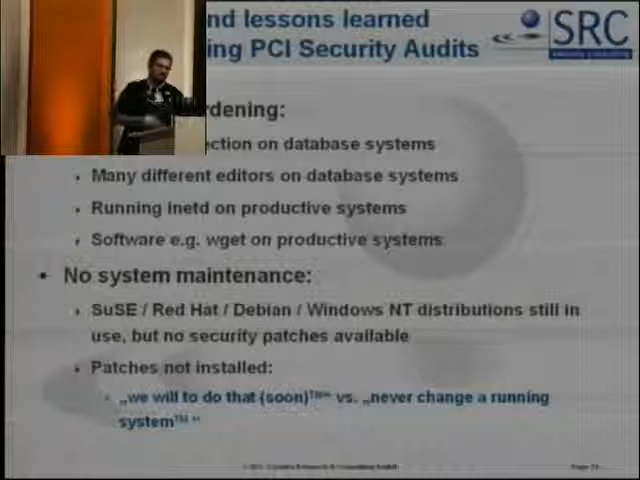 nd lessons learned
ing PCI Security Audits
SRC
rdening:
ection on database systems
Many different editors on database systems
Running inetd on productive systems
Software e.g. wget on productive systems
• No system maintenance:
SuSE / Red Hat / Debian / Windows NT distributions still in
use, but no security patches available
Patches not installed:
„we will to do that (soon)™“ vs. „never change a running
system™ “